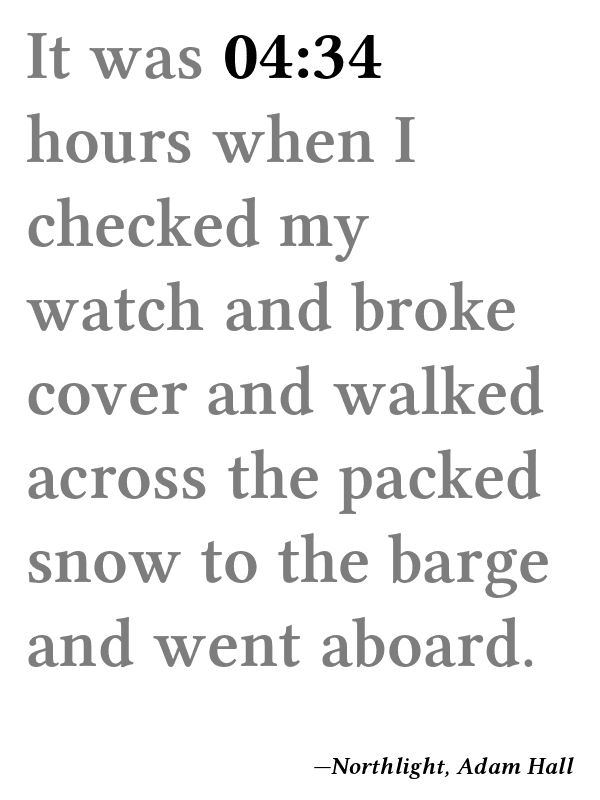 It was 04:34
hours when I
checked my
watch and broke
cover and walked
across the packed
snow to the barge
and went aboard.
—Northlight, Adam Hall